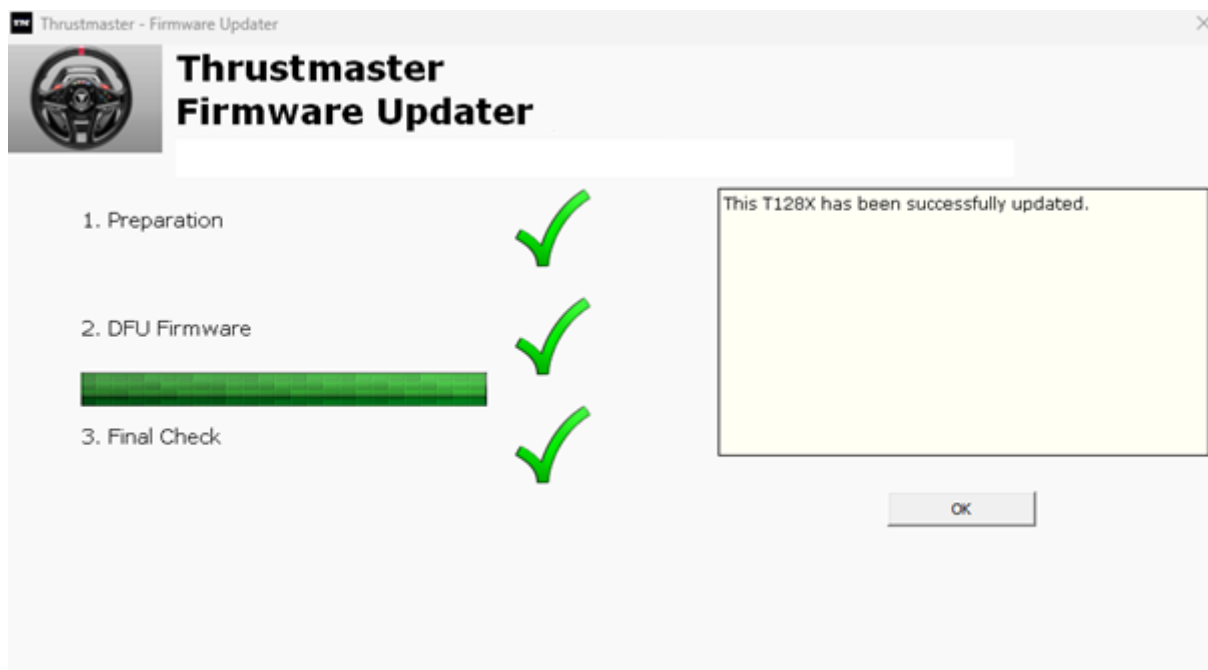 Thrustmaster - Firmware Updater
Thrustmaster
Firmware Updater
1. Preparation
This T128X has been successfully updated.
2. DFU Firmware
3. Final Check
OK